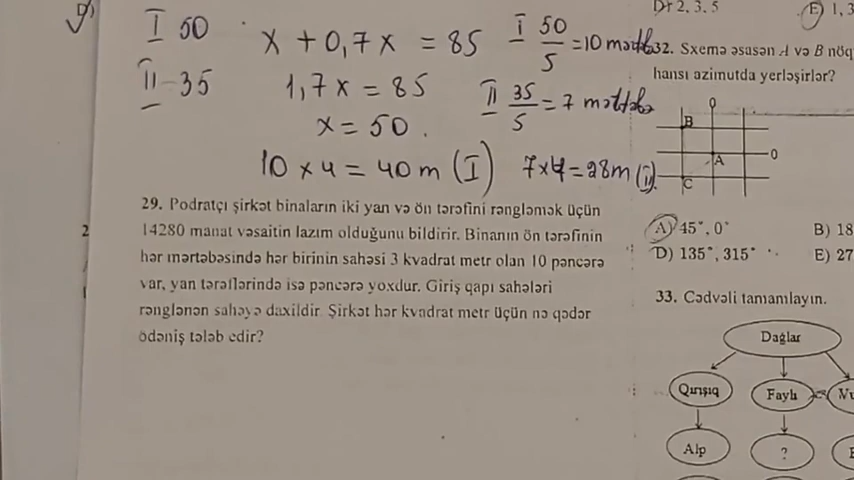 I 50
x + 0,7x = 85
I 50/5 = 10 mərtəbə
II 35
1,7x = 85
II 35/5 = 7 mərtəbə
x = 50.
10 x 4 = 40 m (I)
7x4 = 28m (II).
29. Podratçı şirkət binaların iki yan və ön tərəfini rəngləmək üçün
14280 manat vəsaitin lazım olduğunu bildirir. Binanın ön tərəfinin
hər mərtəbəsində hər birinin sahəsi 3 kvadrat metr olan 10 pəncərə
var, yan tərəflərində isə pəncərə yoxdur. Giriş qapı sahələri
rənglənən sahəyə daxildir. Şirkət hər kvadrat metr üçün nə qədər
ödəniş tələb edir?
2
D) 2, 3, 5
E) 1, 3
32. Sxemə əsasən A və B nöq
hansı azimutda yerləşirlər?
0
B
A
0
C
A) 45°, 0°
B) 18
D) 135°, 315°
E) 27
33. Cədvəli tamamlayın.
Dağlar
Qırışıq
Faylı
Vu
Alp
?